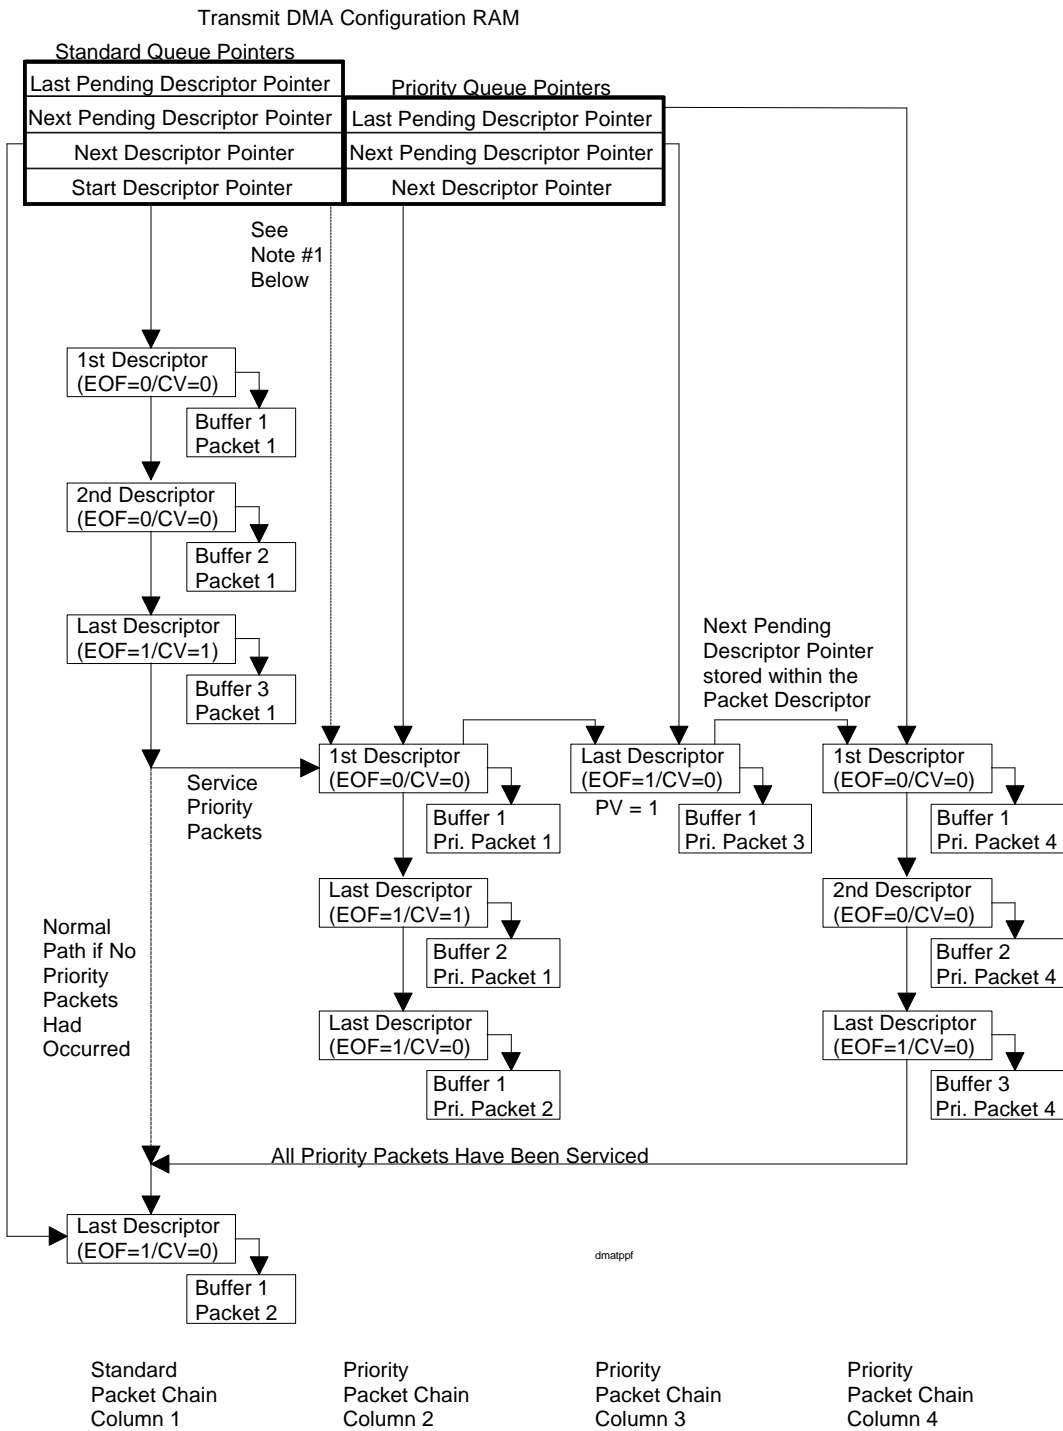 Transmit DMA Configuration RAM
Standard Queue Pointers
Last Pending Descriptor Pointer
Next Pending Descriptor Pointer
Next Descriptor Pointer
Start Descriptor Pointer
Priority Queue Pointers
Last Pending Descriptor Pointer
Next Pending Descriptor Pointer
Next Descriptor Pointer
See
Note #1
Below
1st Descriptor
(EOF=0/CV=0)
Buffer 1
Packet 1
2nd Descriptor
(EOF=0/CV=0)
Buffer 2
Packet 1
Last Descriptor
(EOF=1/CV=1)
Buffer 3
Packet 1
Next Pending
Descriptor Pointer
stored within the
Packet Descriptor
Service
Priority
Packets
1st Descriptor
(EOF=0/CV=0)
Buffer 1
Pri. Packet 1
Last Descriptor
(EOF=1/CV=1)
Buffer 2
Pri. Packet 1
Last Descriptor
(EOF=1/CV=0)
Buffer 1
Pri. Packet 2
Last Descriptor
(EOF=1/CV=0)
PV = 1
Buffer 1
Pri. Packet 3
1st Descriptor
(EOF=0/CV=0)
Buffer 1
Pri. Packet 4
2nd Descriptor
(EOF=0/CV=0)
Buffer 2
Pri. Packet 4
Last Descriptor
(EOF=1/CV=0)
Buffer 3
Pri. Packet 4
Normal
Path if No
Priority
Packets
Had
Occurred
All Priority Packets Have Been Serviced
Last Descriptor
(EOF=1/CV=0)
Buffer 1
Packet 2
dmatppf
Standard
Packet Chain
Column 1
Priority
Packet Chain
Column 2
Priority
Packet Chain
Column 3
Priority
Packet Chain
Column 4